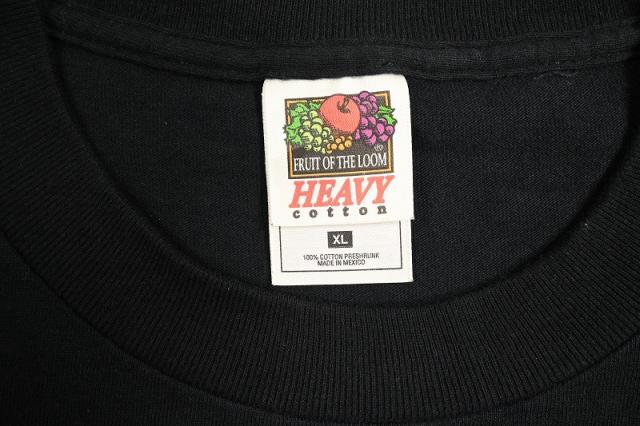 FRUIT OF THE LOOM
HEAVY
cotton
XL
100% COTTON PRESHRUNK
MADE IN MEXICO